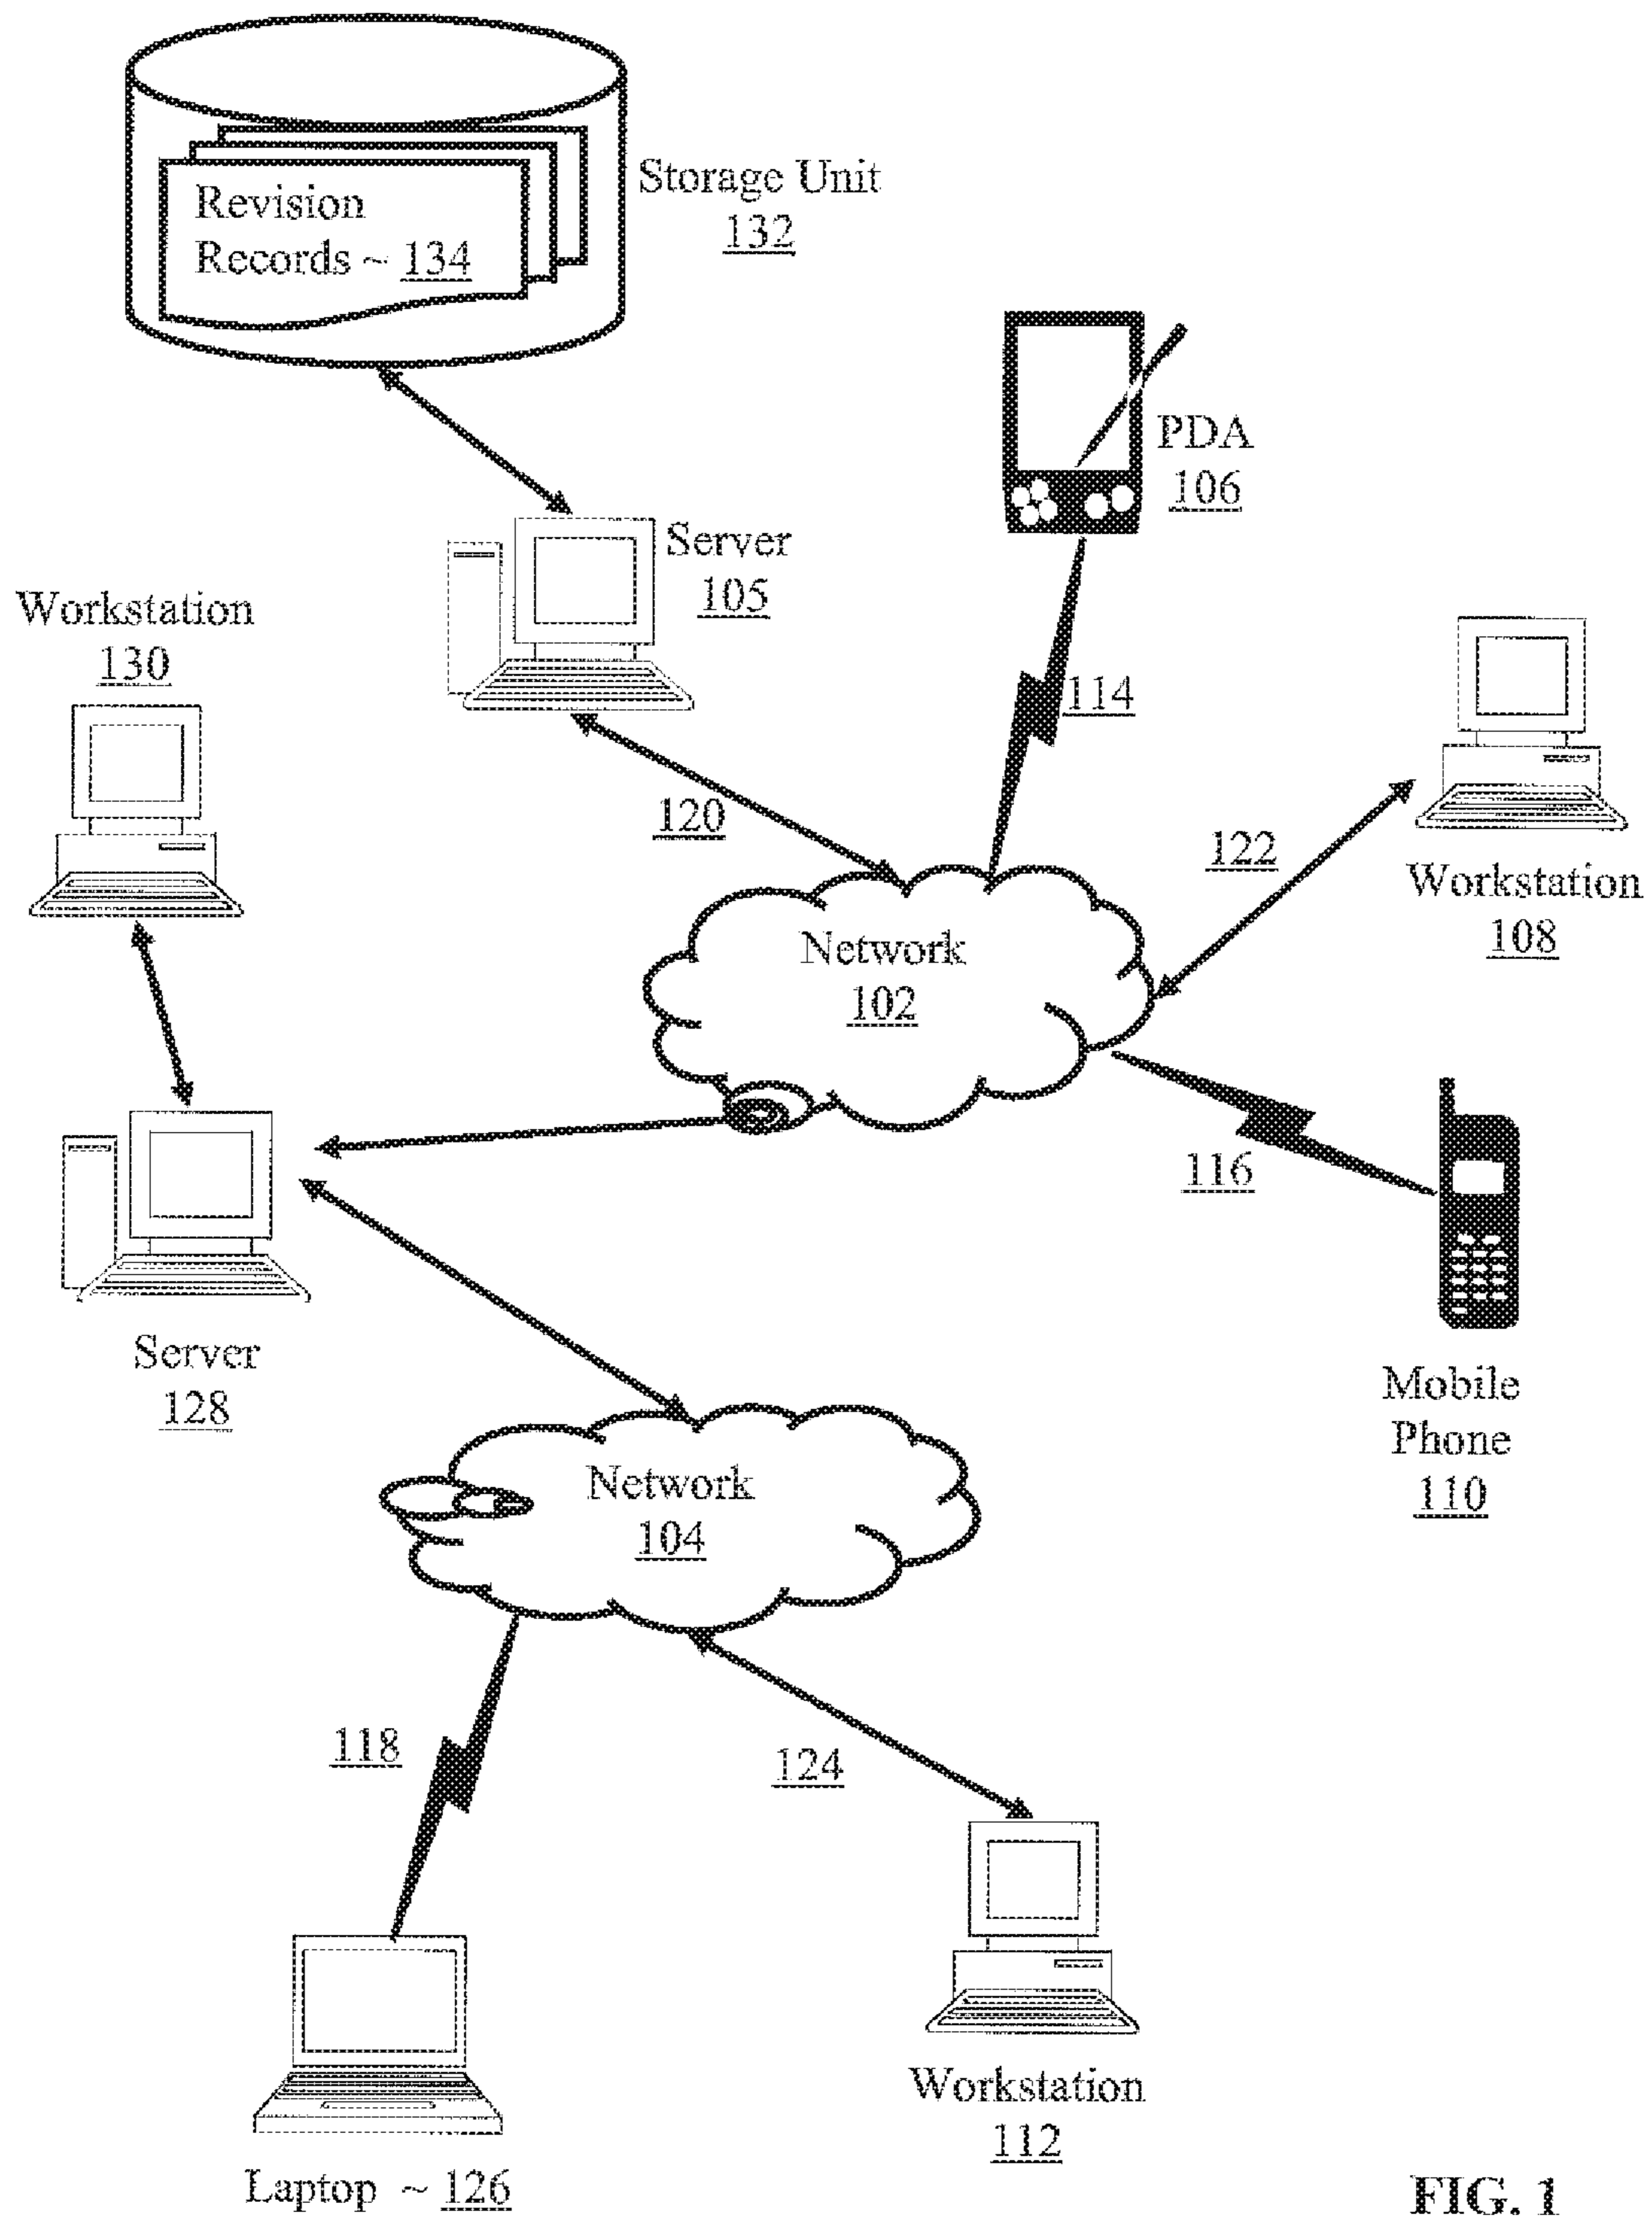 Revision
Records ~ 134
Storage Unit
132
PDA
106
Server
105
Workstation
130
114
120
122
Workstation
108
Network
102
116
Server
128
Mobile
Phone
110
Network
104
118
124
Workstation
112
Laptop ~ 126
FIG. 1